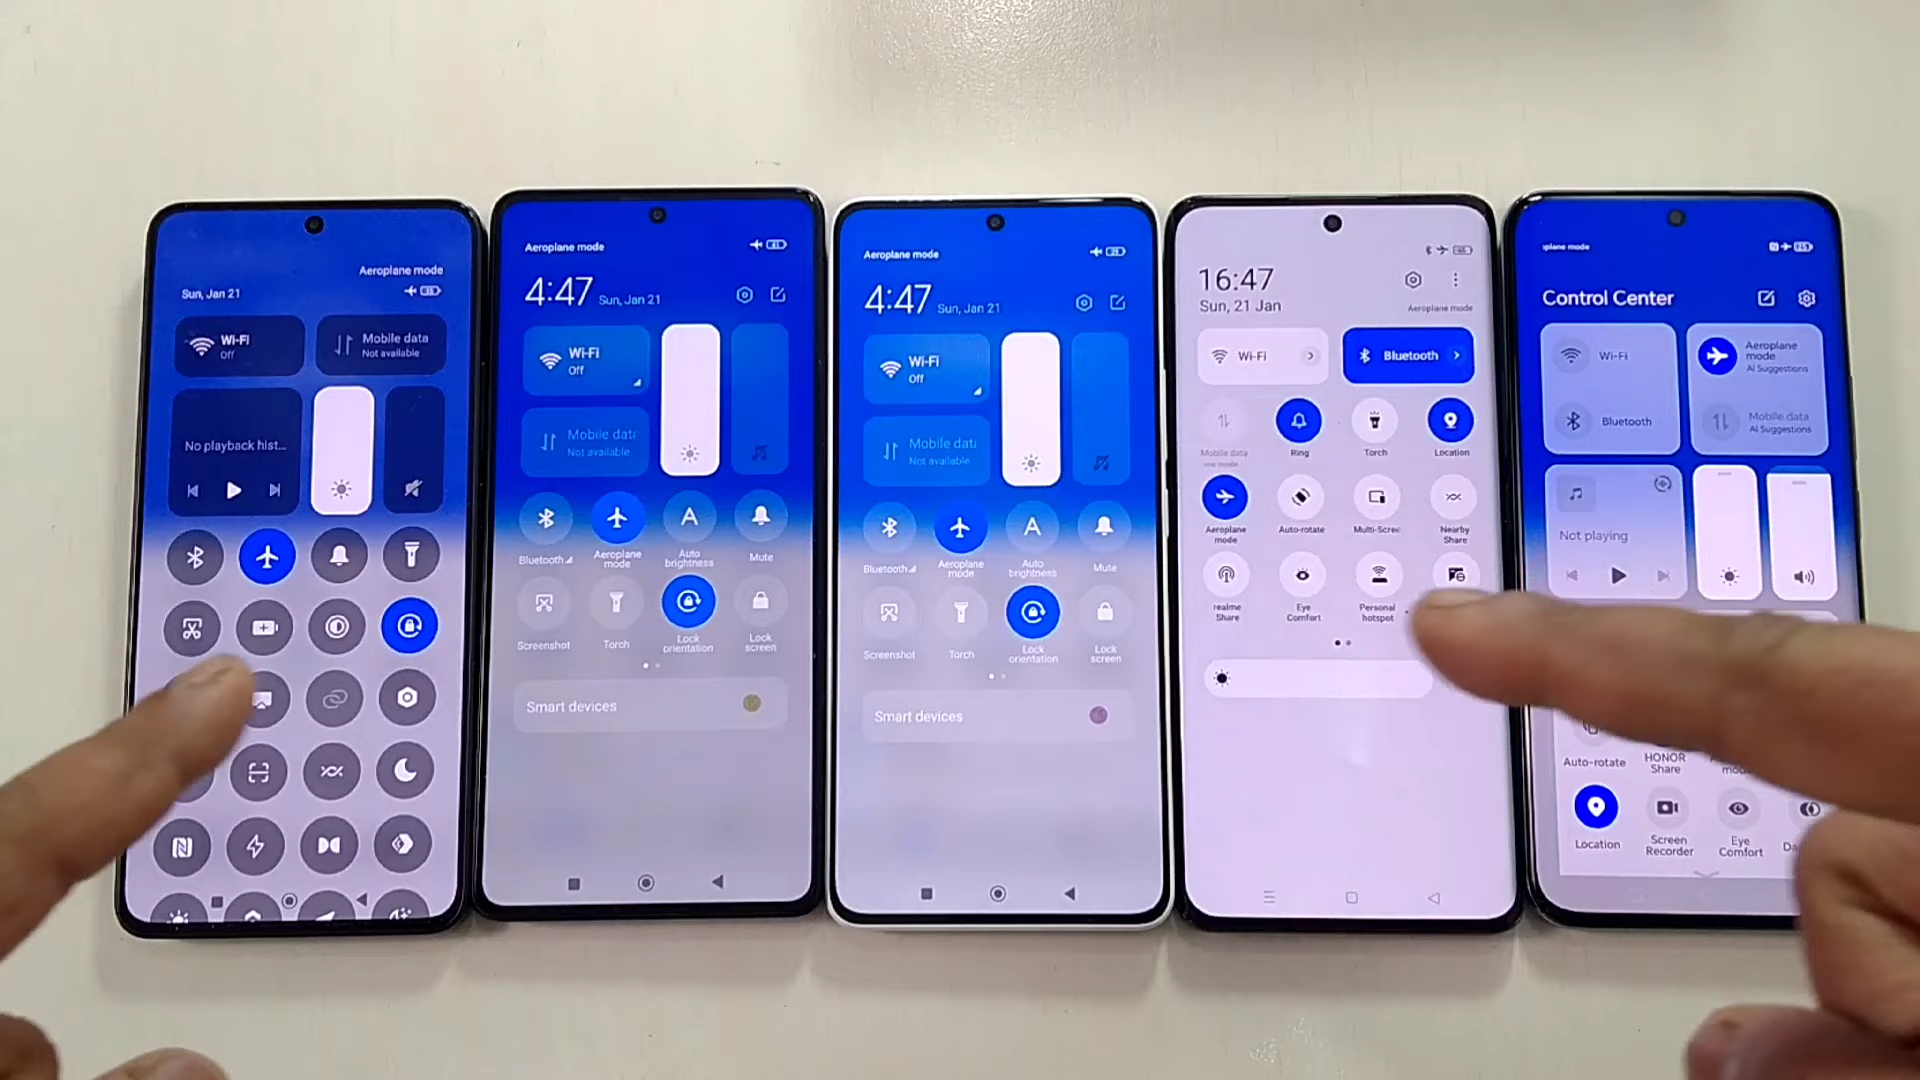 Aeroplane mode
Sun, Jan 21
Wi-Fi
Off
Mobile data
Not available
No playback hist...
Aeroplane mode
4:47 Sun, Jan 21
Wi-Fi
Off
Mobile data
Not available
Bluetooth
Aeroplane mode
Auto brightness
Mute
Screenshot
Torch
Lock orientation
Lock screen
Smart devices
Aeroplane mode
4:47 Sun, Jan 21
Wi-Fi
Off
Mobile data
Not available
Bluetooth
Aeroplane mode
Auto brightness
Mute
Screenshot
Torch
Lock orientation
Lock screen
Smart devices
16:47
Sun, 21 Jan
Aeroplane mode
Wi-Fi
Bluetooth
Mobile data
Ring
Torch
Location
Aeroplane mode
Auto-rotate
Multi-Scree
Nearby Share
realme Share
Eye Comfort
Personal hotspot
plane mode
Control Center
Wi-Fi
Bluetooth
Aeroplane mode
AI Suggestions
Mobile data
AI Suggestions
Not playing
Auto-rotate
HONOR Share
Location
Screen Recorder
Eye Comfort
Da